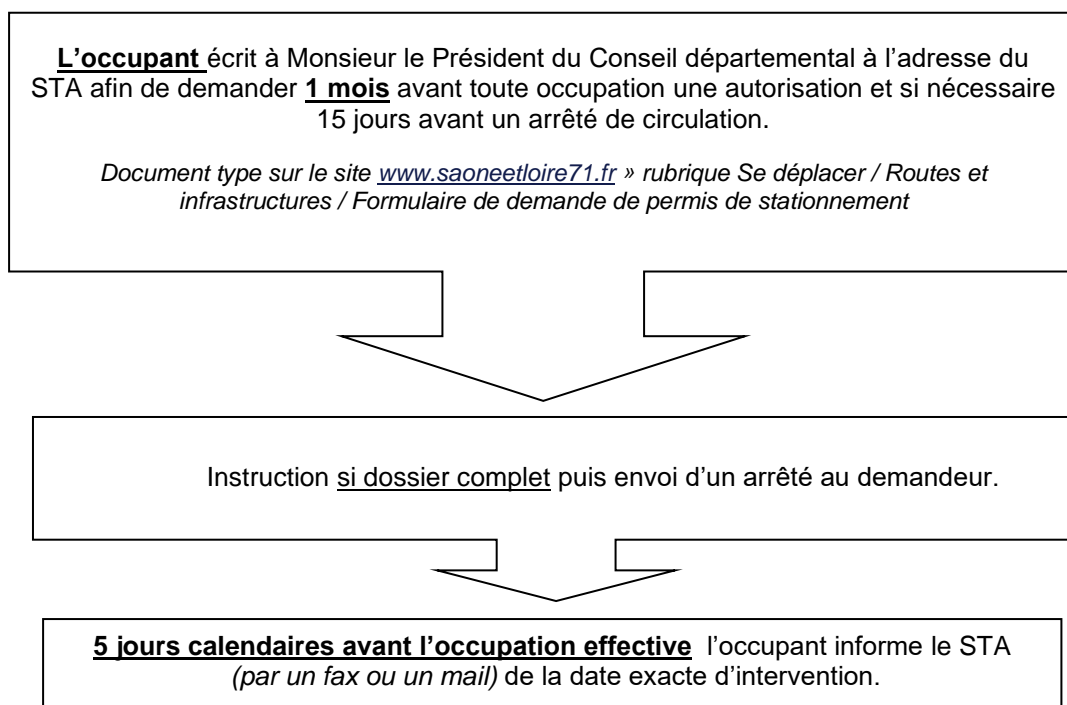 L'occupant écrit à Monsieur le Président du Conseil départemental à l'adresse du
STA afin de demander 1 mois avant toute occupation une autorisation et si nécessaire
15 jours avant un arrêté de circulation.
Document type sur le site www.saoneetloire71.fr » rubrique Se déplacer / Routes et
infrastructures / Formulaire de demande de permis de stationnement
Instruction si dossier complet puis envoi d'un arrêté au demandeur.
5 jours calendaires avant l'occupation effective l'occupant informe le STA
(par un fax ou un mail) de la date exacte d'intervention.